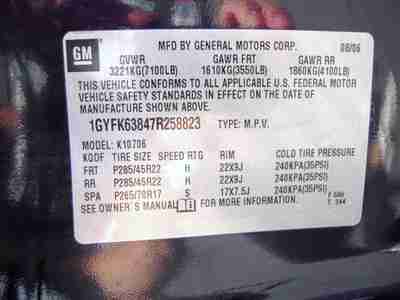 GM
MFD BY GENERAL MOTORS CORP. 08/06
GVWR GAWR FRT GAWR RR
3221KG(7100LB) 1610KG(3550LB) 1860KG(4100LB)
THIS VEHICLE CONFORMS TO ALL APPLICABLE U.S. FEDERAL MOTOR
VEHICLE SAFETY AND THEFT PREVENTION STANDARDS
IN EFFECT ON THE DATE OF
MANUFACTURE SHOWN ABOVE.
1GYFK63847R258823 TYPE: M.P.V.
MODEL: K10706
TIRE SIZE SPEED RTG RIM COLD TIRE PRESSURE
FRT P285/45R22 H 22X9J 240KPA(35PSI)
RR P285/45R22 H 22X9J 240KPA(35PSI)
SPA P265/70R17 S 17X7.5J 240KPA(35PSI)
SEE OWNER'S MANUAL FOR MORE INFORMATION.